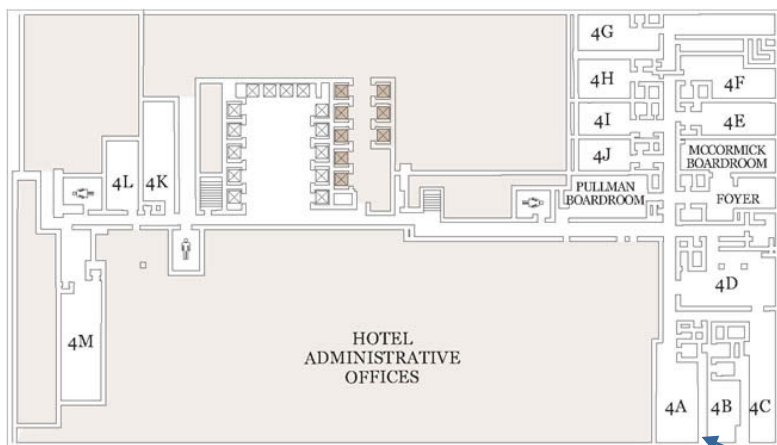 4G
4H
4F
4I
4E
4J
MCCORMICK
BOARDROOM
4L
4K
PULLMAN
BOARDROOM
FOYER
4D
4M
HOTEL
ADMINISTRATIVE
OFFICES
4A
4B
4C